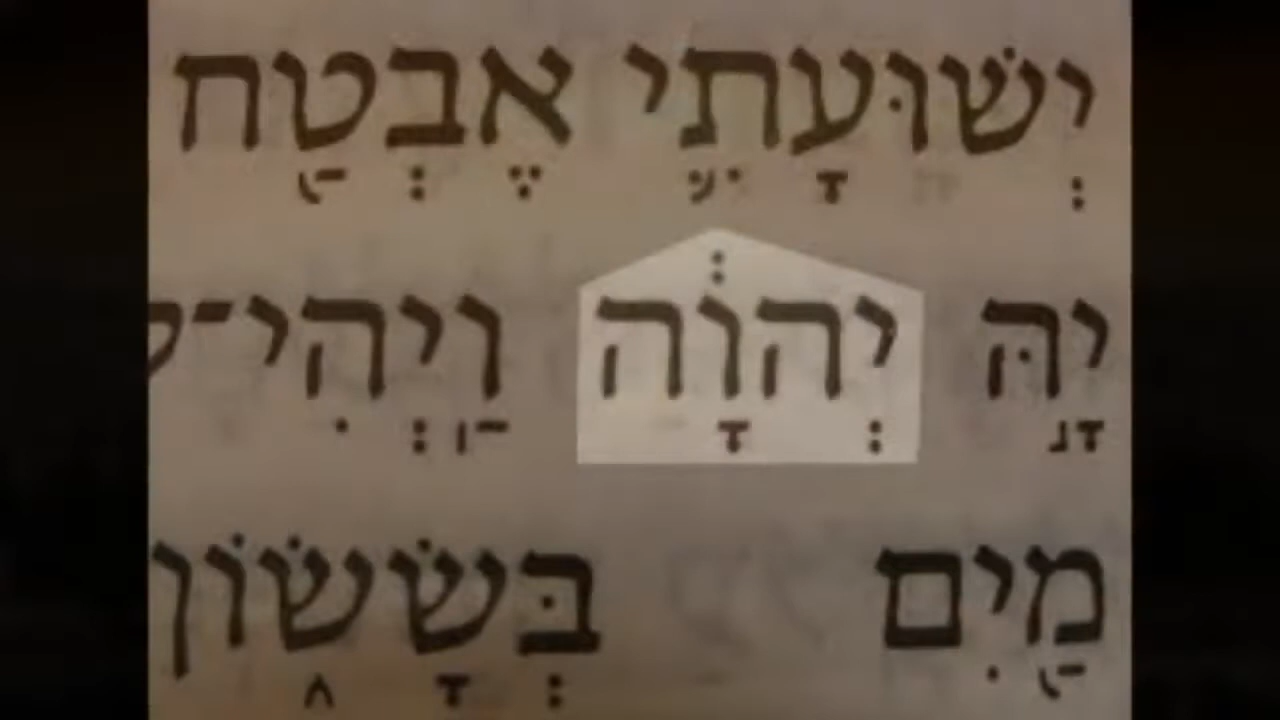 יְשׁוּעָתִ֛י אֶבְטַ֖ח
יָ֣הּ יְהוָֹ֔ה וַֽיְהִי־
מַ֖יִם בְּשָׂשׂ֑וֹן